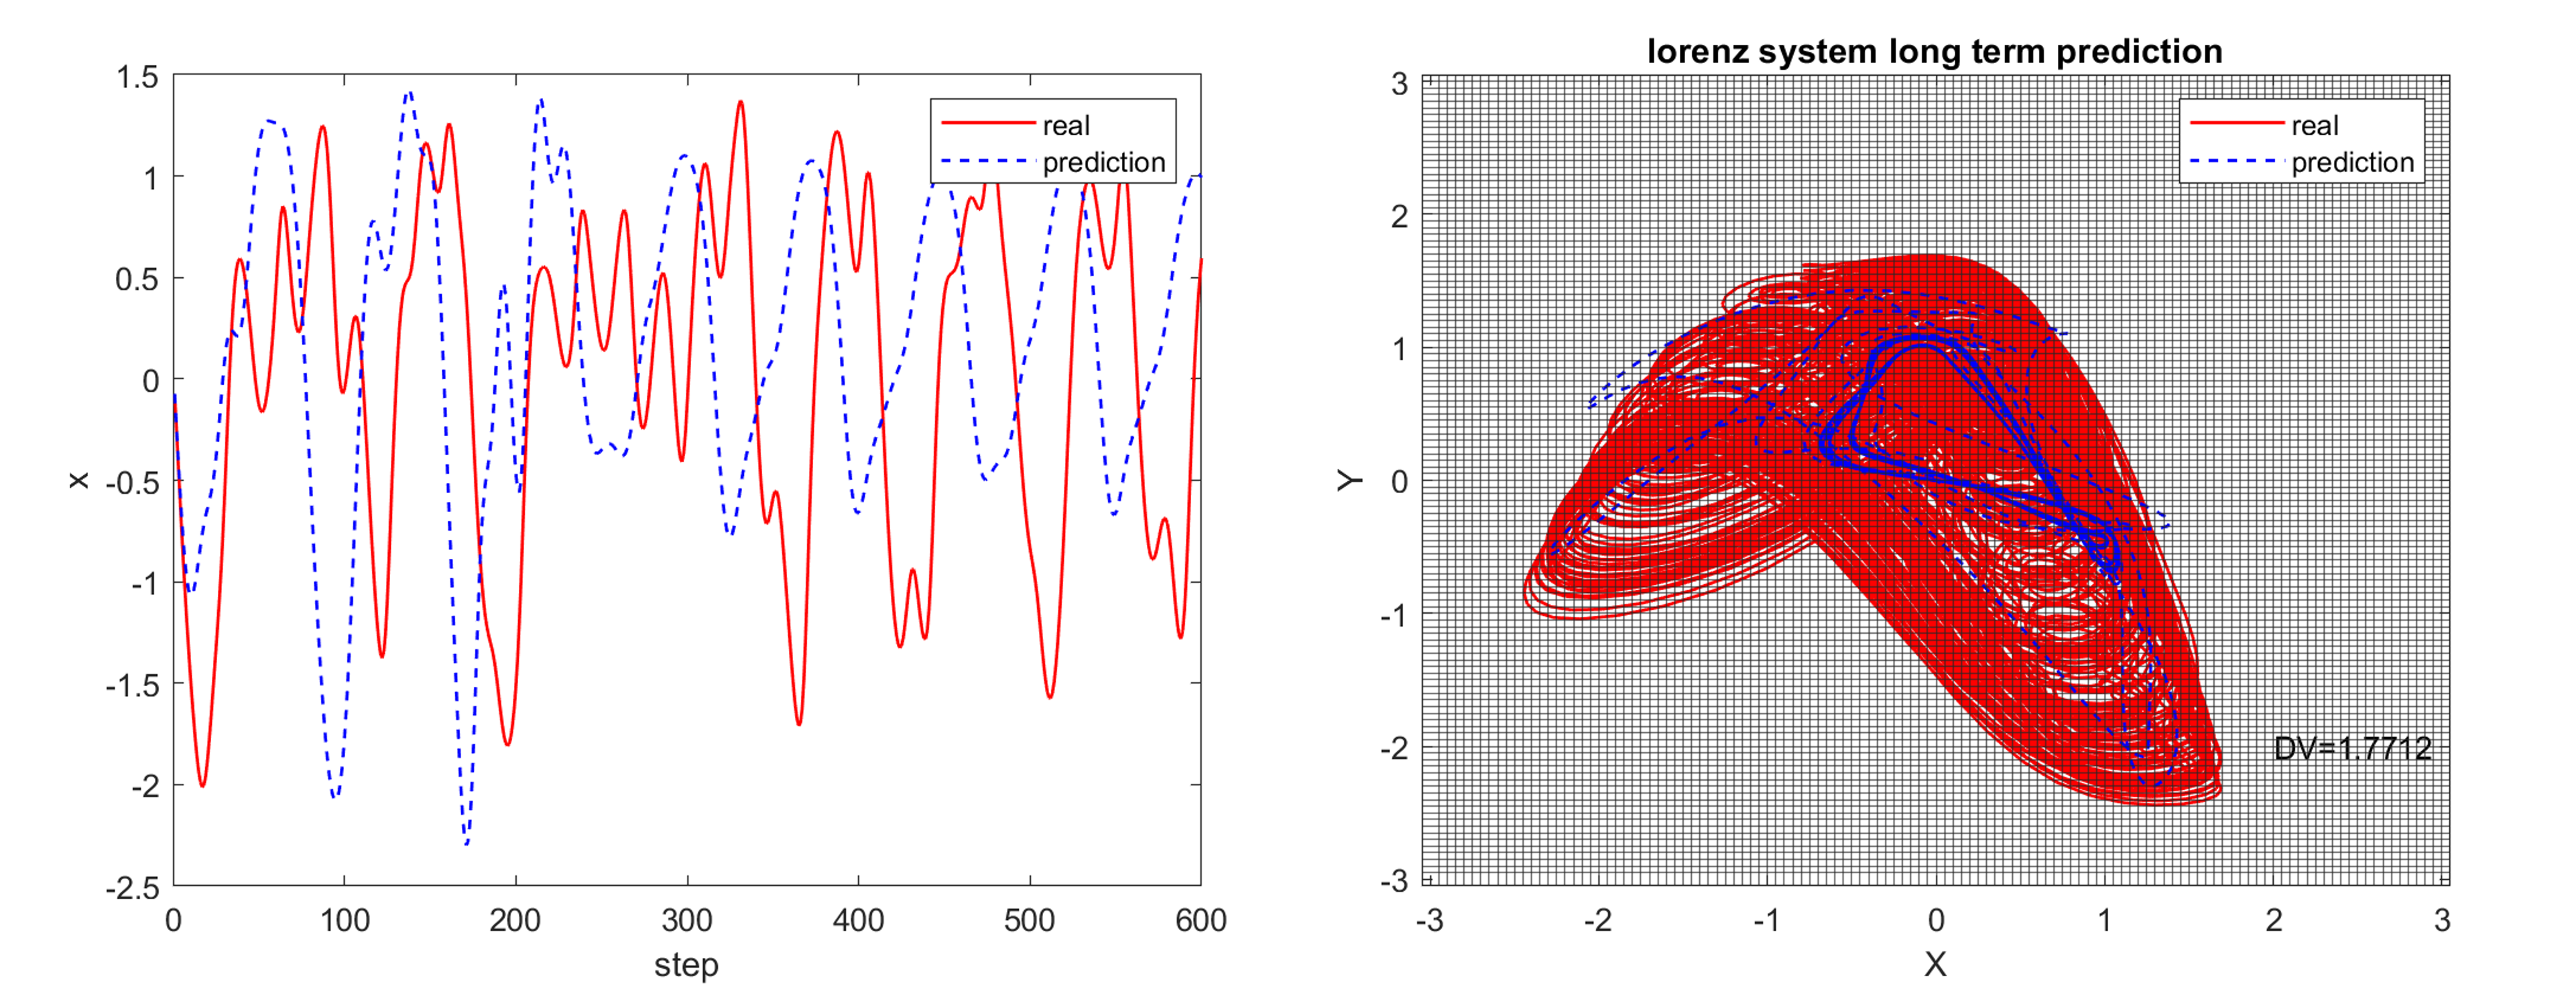 1.5
1
0.5
0
-0.5
-1
-1.5
-2
-2.5
x
0 100 200 300 400 500 600
step
real
prediction
lorenz system long term prediction
3
2
1
0
-1
-2
-3
Y
real
prediction
DV=1.7712
-3 -2 -1 0 1 2 3
X